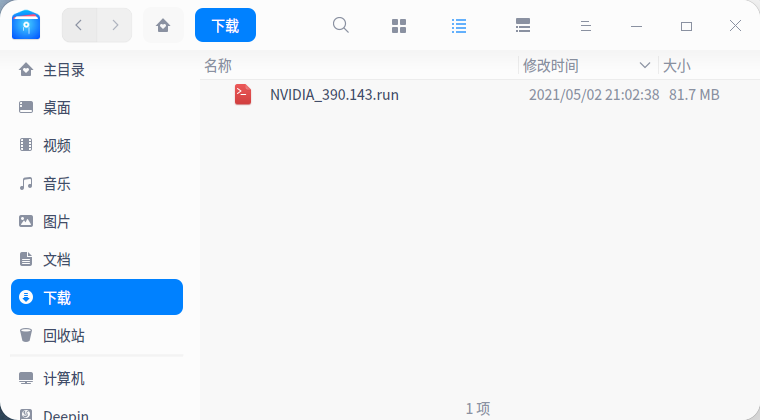 下载
名称 修改时间 大小
NVIDIA_390.143.run 2021/05/02 21:02:38 81.7 MB
主目录
桌面
视频
音乐
图片
文档
下载
回收站
计算机
Deepin
1 项